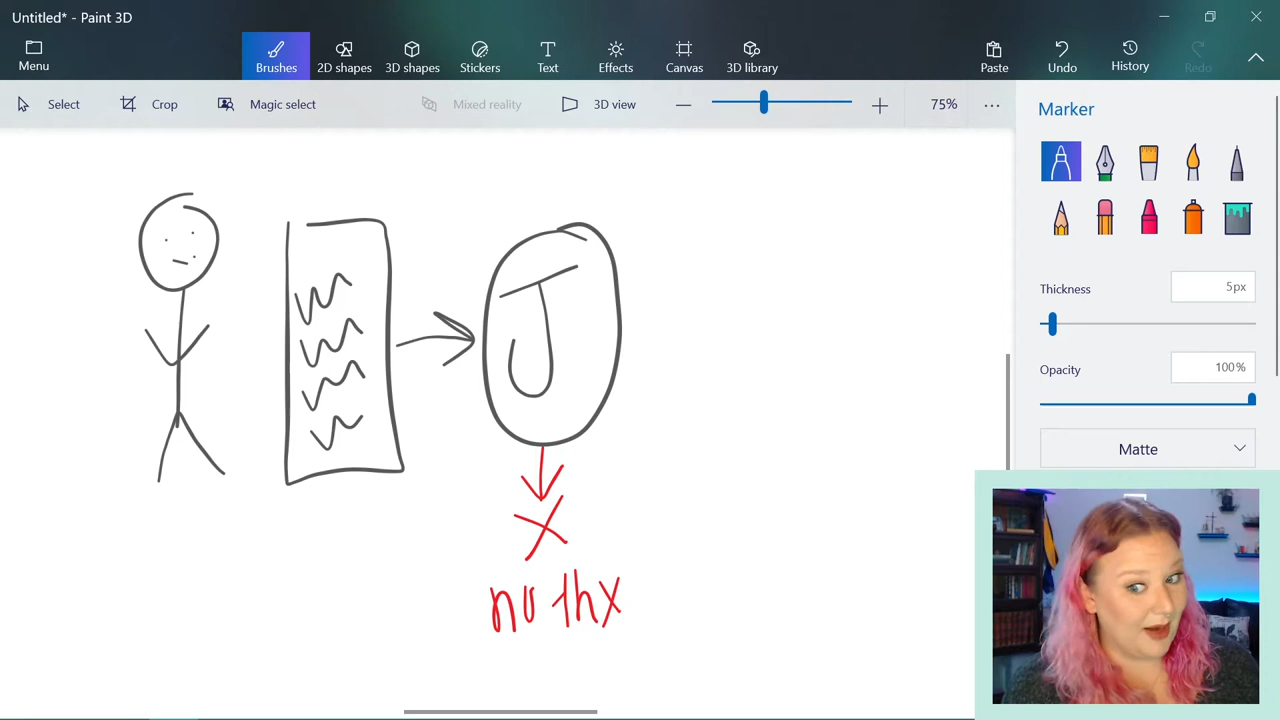 Untitled* - Paint 3D
Menu
Brushes
2D shapes
3D shapes
Stickers
Text
Effects
Canvas
3D library
Paste
Undo
History
Redo
Select
Crop
Magic select
Mixed reality
3D view
75%
Marker
Thickness
5px
Opacity
100%
Matte
J
X
no thx